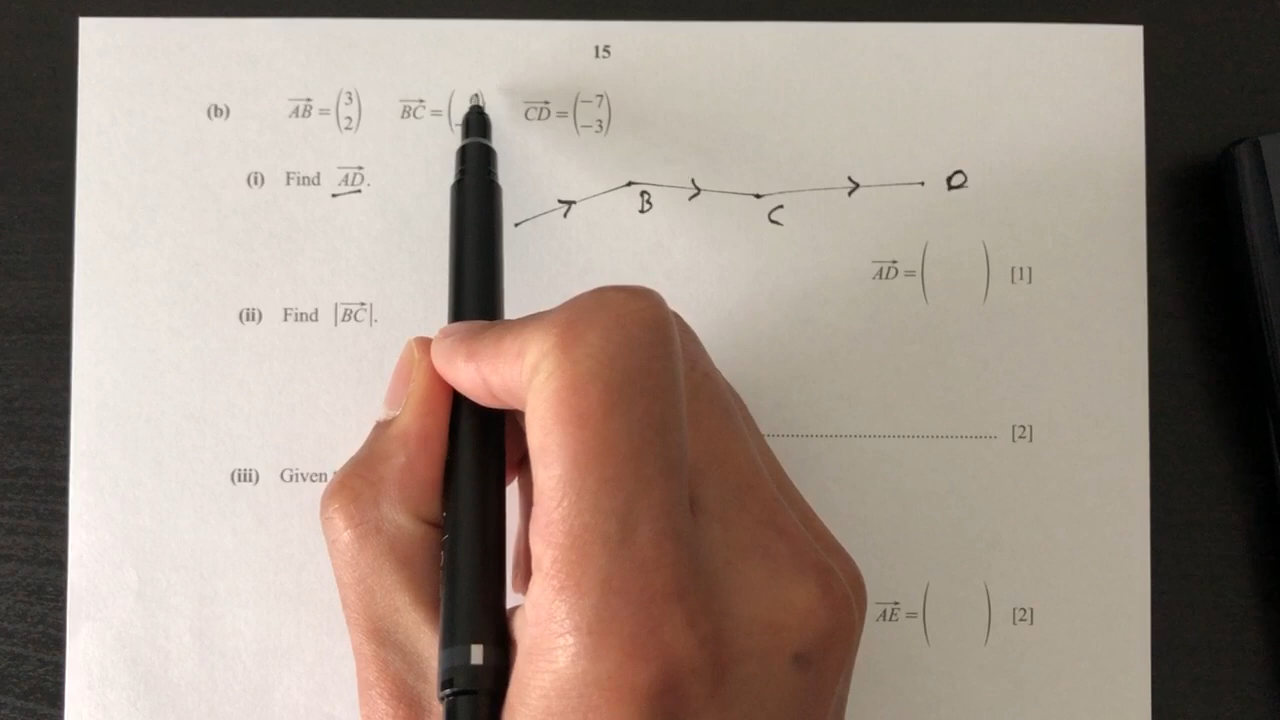 15
(b) AB = (3 2) BC = ( CD = (-7 -3)
(i) Find AD.
B
C
D
AD = ( ) [1]
(ii) Find |BC|.
[2]
(iii) Given
AE = ( ) [2]